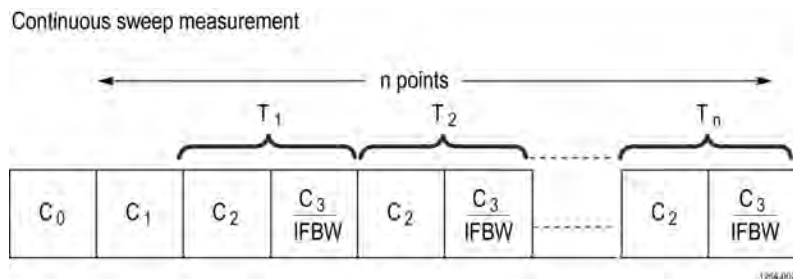 Continuous sweep measurement
n points
T1 T2 Tn
C0 C1 C2 C3/IFBW C2 C3/IFBW C2 C3/IFBW